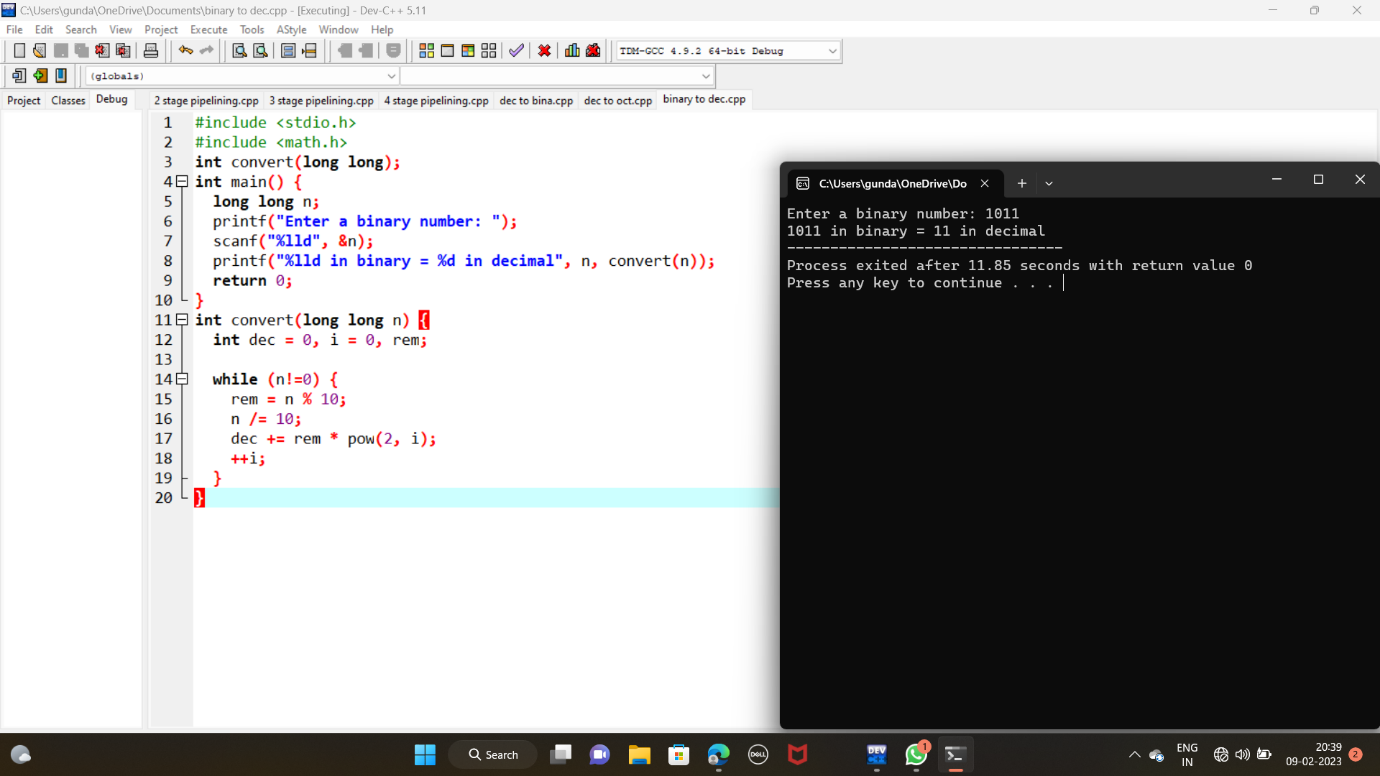 C:\Users\gunda\OneDrive\Documents\binary to dec.cpp - [Executing] - Dev-C++ 5.11
File Edit Search View Project Execute Tools AStyle Window Help
TDM-GCC 4.9.2 64-bit Debug
(globals)
Project Classes Debug 2 stage pipelining.cpp 3 stage pipelining.cpp 4 stage pipelining.cpp dec to bina.cpp dec to oct.cpp binary to dec.cpp
1 #include <stdio.h>
2 #include <math.h>
3 int convert(long long);
4 int main() {
5 long long n;
6 printf("Enter a binary number: ");
7 scanf("%lld", &n);
8 printf("%lld in binary = %d in decimal", n, convert(n));
9 return 0;
10 }
11 int convert(long long n) {
12 int dec = 0, i = 0, rem;
13
14 while (n!=0) {
15 rem = n % 10;
16 n /= 10;
17 dec += rem * pow(2, i);
18 ++i;
19 }
20 }
C:\Users\gunda\OneDrive\Do
Enter a binary number: 1011
1011 in binary = 11 in decimal
--------------------------------
Process exited after 11.85 seconds with return value 0
Press any key to continue . . .
Search
DELL
DEV
1
ENG
IN
20:39
09-02-2023
2